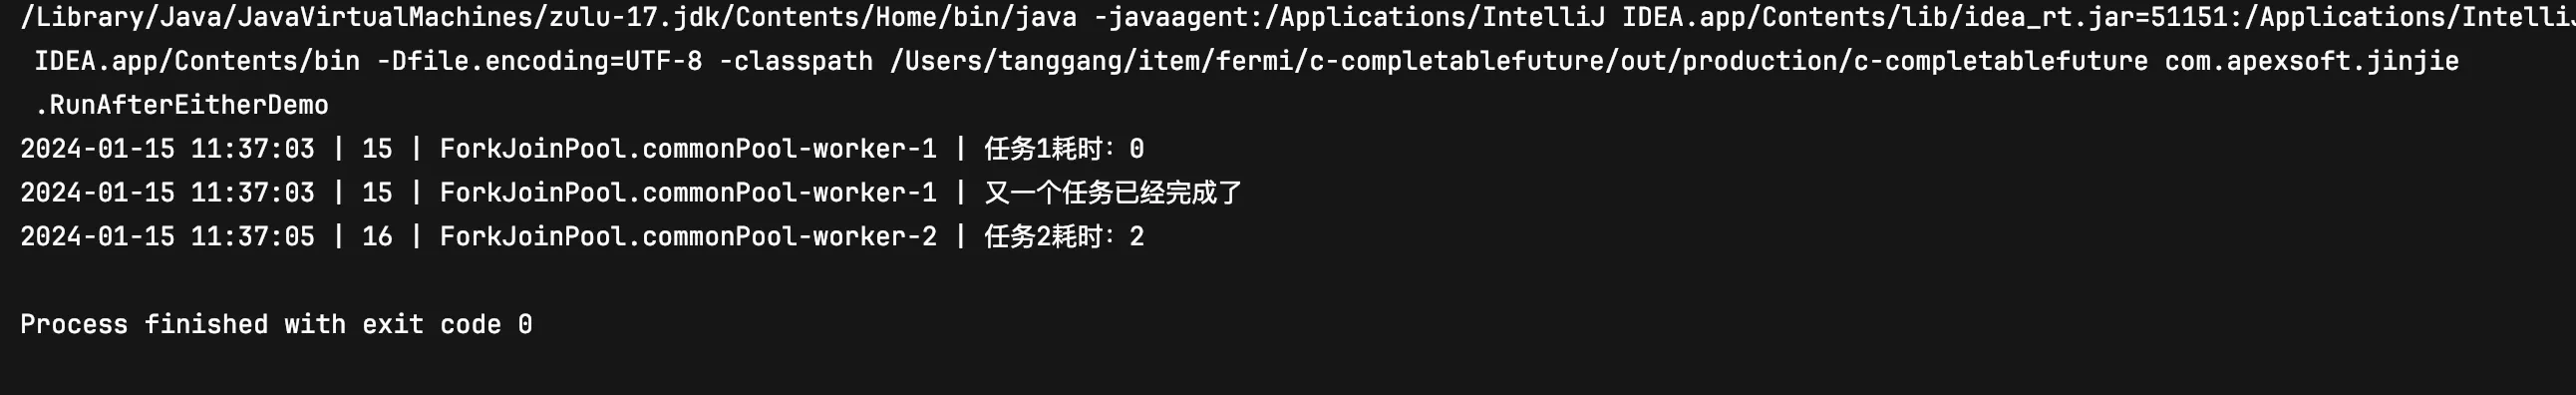 /Library/Java/JavaVirtualMachines/zulu-17.jdk/Contents/Home/bin/java -javaagent:/Applications/IntelliJ IDEA.app/Contents/lib/idea_rt.jar=51151:/Applications/IntelliJ
IDEA.app/Contents/bin -Dfile.encoding=UTF-8 -classpath /Users/tanggang/item/fermi/c-completablefuture/out/production/c-completablefuture com.apexsoft.jinjie
.RunAfterEitherDemo
2024-01-15 11:37:03 | 15 | ForkJoinPool.commonPool-worker-1 | 任务1耗时：0
2024-01-15 11:37:03 | 15 | ForkJoinPool.commonPool-worker-1 | 又一个任务已经完成了
2024-01-15 11:37:05 | 16 | ForkJoinPool.commonPool-worker-2 | 任务2耗时：2
Process finished with exit code 0